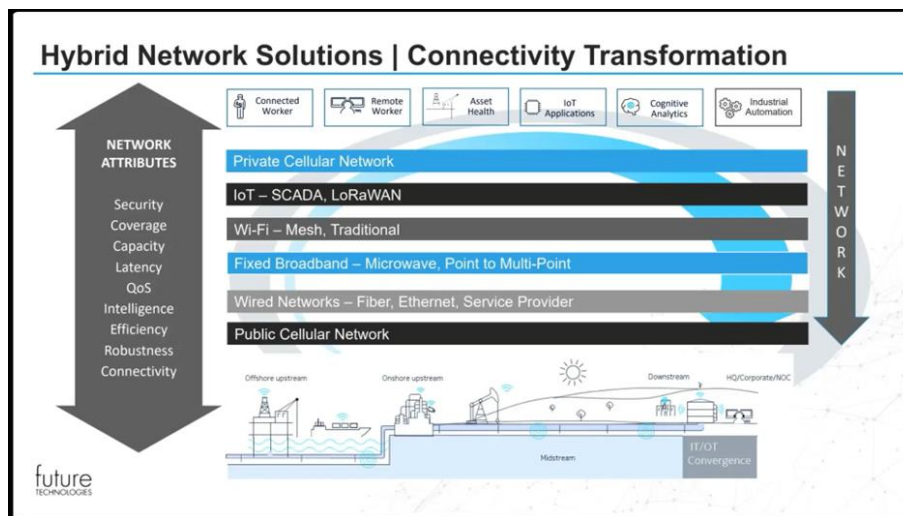 Hybrid Network Solutions | Connectivity Transformation
NETWORK
ATTRIBUTES
Security
Coverage
Capacity
Latency
QoS
Intelligence
Efficiency
Robustness
Connectivity
Connected
Worker
Remote
Worker
Asset
Health
IoT
Applications
Cognitive
Analytics
Industrial
Automation
Private Cellular Network
IoT – SCADA, LoRaWAN
Wi-Fi – Mesh, Traditional
Fixed Broadband – Microwave, Point to Multi-Point
Wired Networks – Fiber, Ethernet, Service Provider
Public Cellular Network
NETWORK
Offshore upstream
Onshore upstream
Downstream
HQ/Corporate/NOC
Midstream
IT/OT
Convergence
future
TECHNOLOGIES